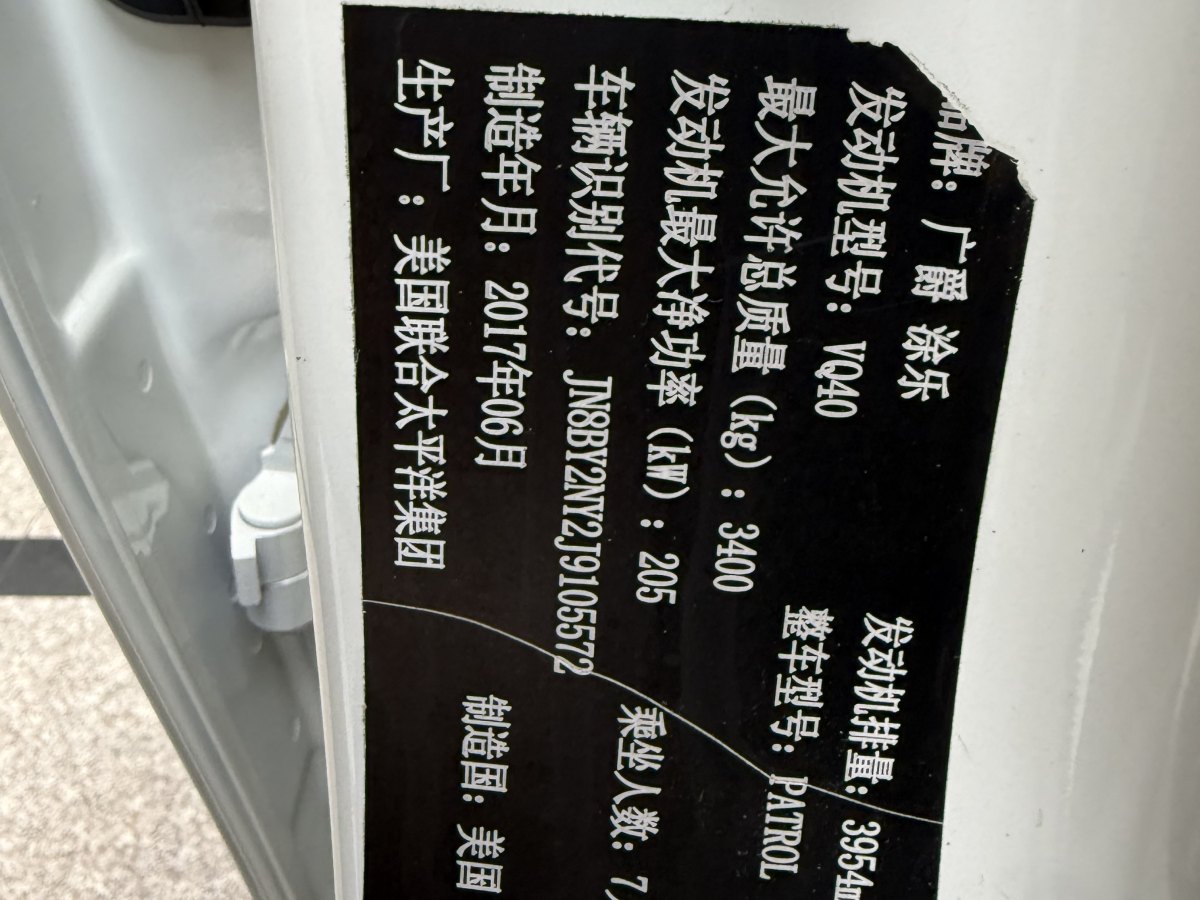 品牌: 广爵 涂乐
发动机型号: VQ40 发动机排量: 3954m
最大允许总质量 (kg) : 3400 整车型号: PATROL
发动机最大净功率 (kW) : 205 乘坐人数: 7
车辆识别代号: JN8BY2NY2J9105572
制造年月: 2017年06月 制造国: 美国
生产厂: 美国联合太平洋集团